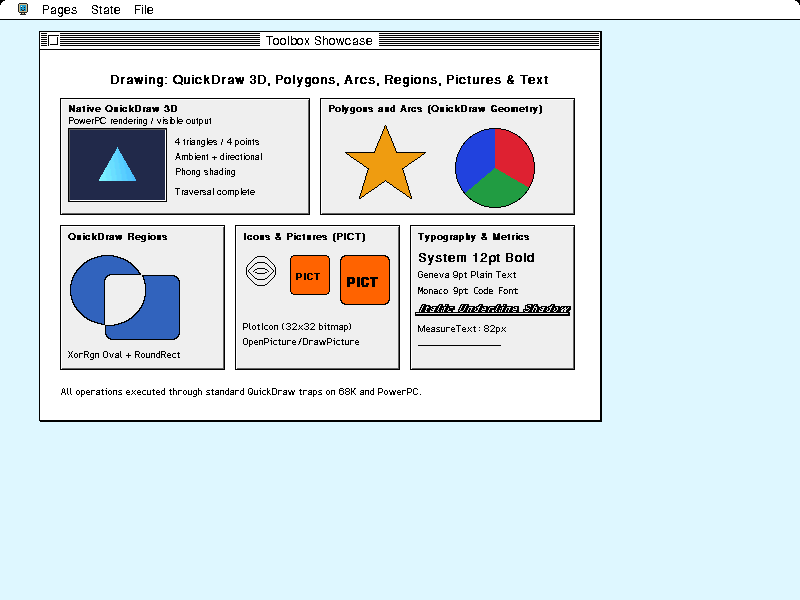 Pages State File
Toolbox Showcase
Drawing: QuickDraw 3D, Polygons, Arcs, Regions, Pictures & Text
Native QuickDraw 3D
PowerPC rendering / visible output
4 triangles / 4 points
Ambient + directional
Phong shading
Traversal complete
Polygons and Arcs (QuickDraw Geometry)
QuickDraw Regions
XorRgn Oval + RoundRect
Icons & Pictures (PICT)
PICT
PICT
PlotIcon (32x32 bitmap)
OpenPicture/DrawPicture
Typography & Metrics
System 12pt Bold
Geneva 9pt Plain Text
Monaco 9pt Code Font
Italic Underline Shadow
MeasureText: 82px
All operations executed through standard QuickDraw traps on 68K and PowerPC.